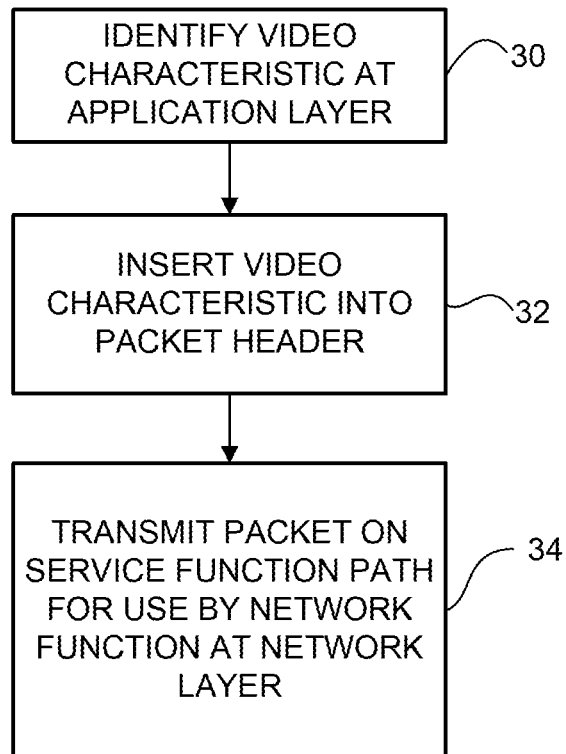 IDENTIFY VIDEO
CHARACTERISTIC AT
APPLICATION LAYER
30
INSERT VIDEO
CHARACTERISTIC INTO
PACKET HEADER
32
TRANSMIT PACKET ON
SERVICE FUNCTION PATH
FOR USE BY NETWORK
FUNCTION AT NETWORK
LAYER
34